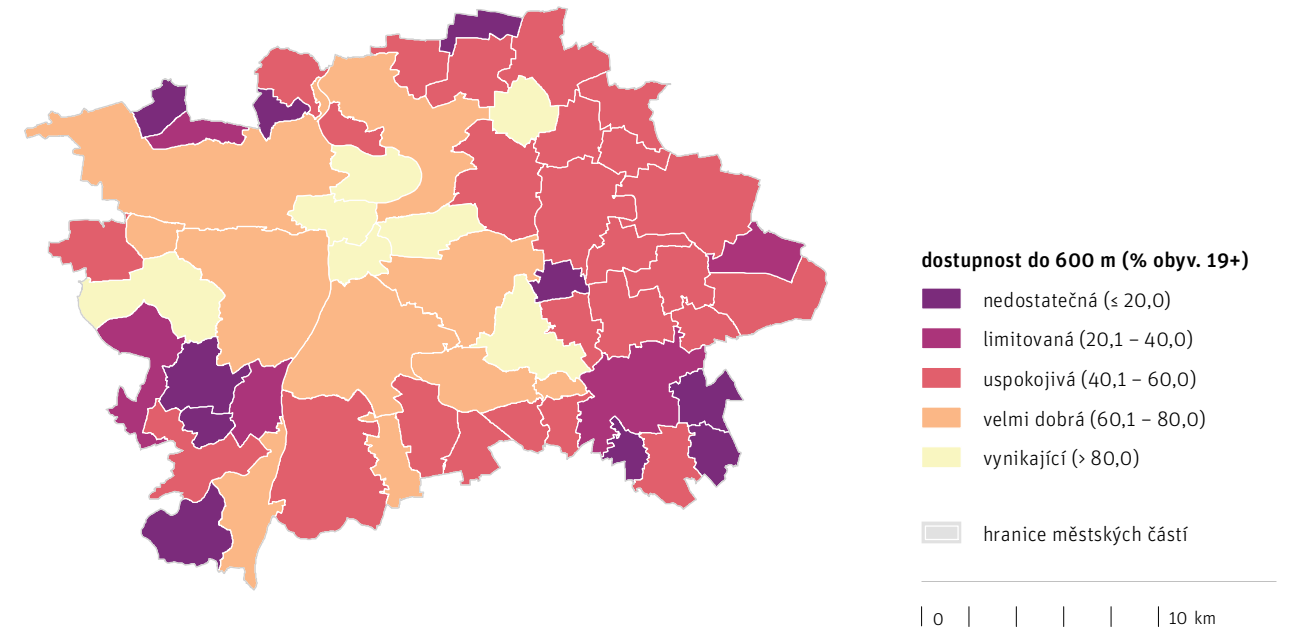 dostupnost do 600 m (% obyv. 19+)
nedostatečná (≤ 20,0)
limitovaná (20,1 – 40,0)
uspokojivá (40,1 – 60,0)
velmi dobrá (60,1 – 80,0)
vynikající (> 80,0)
hranice městských částí
0 10 km